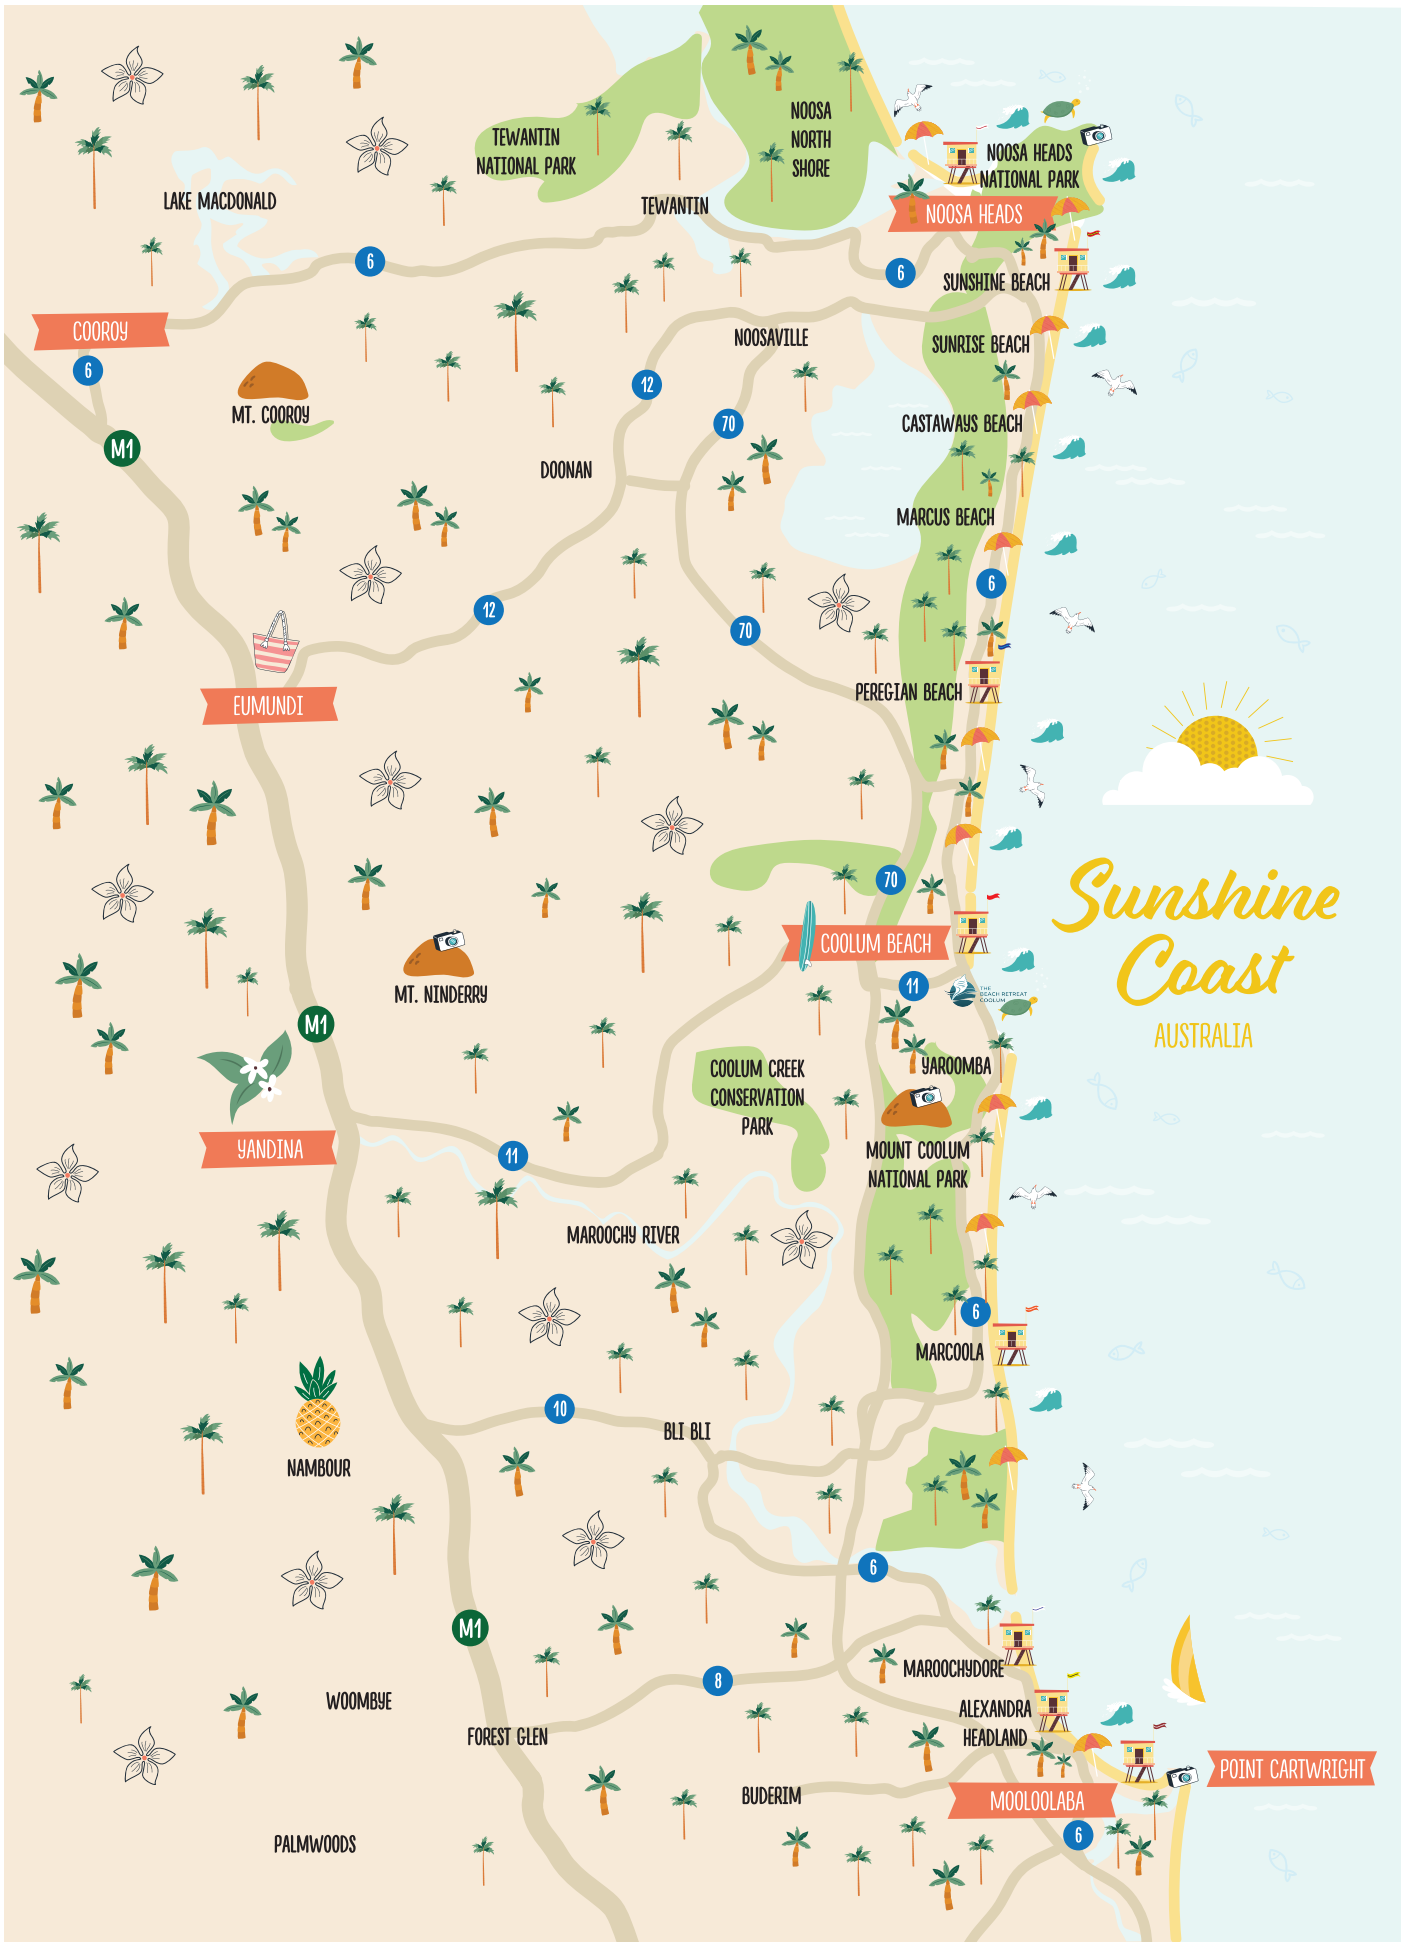 NOOSA
NORTH
SHORE
TEWANTIN
NATIONAL PARK
NOOSA HEADS
NATIONAL PARK
LAKE MACDONALD
TEWANTIN
NOOSA HEADS
6
6
SUNSHINE BEACH
COOROY
NOOSAVILLE
SUNRISE BEACH
6
12
MT. COOROY
70
CASTAWAYS BEACH
M1
DOONAN
MARCUS BEACH
6
12
70
PEREGIAN BEACH
EUMUNDI
70
Sunshine
Coast
AUSTRALIA
COOLUM BEACH
11
MT. NINDERRY
THE
BEACH RETREAT
COOLUM
M1
YAROOMBA
COOLUM CREEK
CONSERVATION
PARK
YANDINA
11
MOUNT COOLUM
NATIONAL PARK
MAROOCHY RIVER
6
MARCOOLA
10
BLI BLI
NAMBOUR
6
M1
MAROOCHYDORE
8
WOOMBYE
ALEXANDRA
HEADLAND
FOREST GLEN
POINT CARTWRIGHT
BUDERIM
MOOLOOLABA
6
PALMWOODS